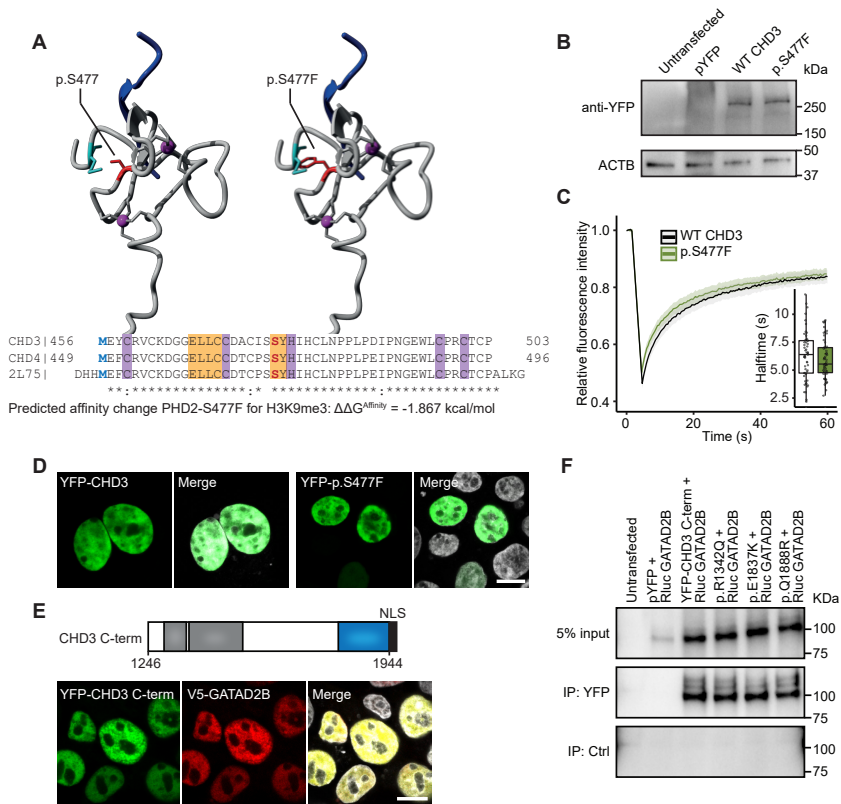 A
p.S477
p.S477F
CHD3|456 MEYCRVCKDGGELLCCDACISSYHIHCLNPPLPDIPNGEWLCPRCTCP 503
CHD4|449 MEFCRVCKDGGELLCCDTCPSSYHIHCLNPPLPEIPNGEWLCPRCTCP 496
2L75| DHHMEFCRVCKDGGELLCCDTCPSSYHIHCLNPPLPEIPNGEWLCPRCTCPALKG
**:**************:* *************:**************
Predicted affinity change PHD2-S477F for H3K9me3: ΔΔGAffinity = -1.867 kcal/mol
B
Untransfected
pYFP
WT CHD3
p.S477F
kDa
anti-YFP
250
150
ACTB
50
37
C
Relative fluorescence intensity
1.0
0.8
0.6
0.4
WT CHD3
p.S477F
Halftime (s)
10
7.5
5.0
2.5
0
20
40
60
Time (s)
D
YFP-CHD3
Merge
YFP-p.S477F
Merge
E
NLS
CHD3 C-term
1246
1944
YFP-CHD3 C-term
V5-GATAD2B
Merge
F
Untransfected
pYFP +
Rluc GATAD2B
YFP-CHD3 C-term +
Rluc GATAD2B
p.R1342Q +
Rluc GATAD2B
p.E1837K +
Rluc GATAD2B
p.Q1888R +
Rluc GATAD2B
KDa
5% input
100
75
IP: YFP
100
75
IP: Ctrl
100
75